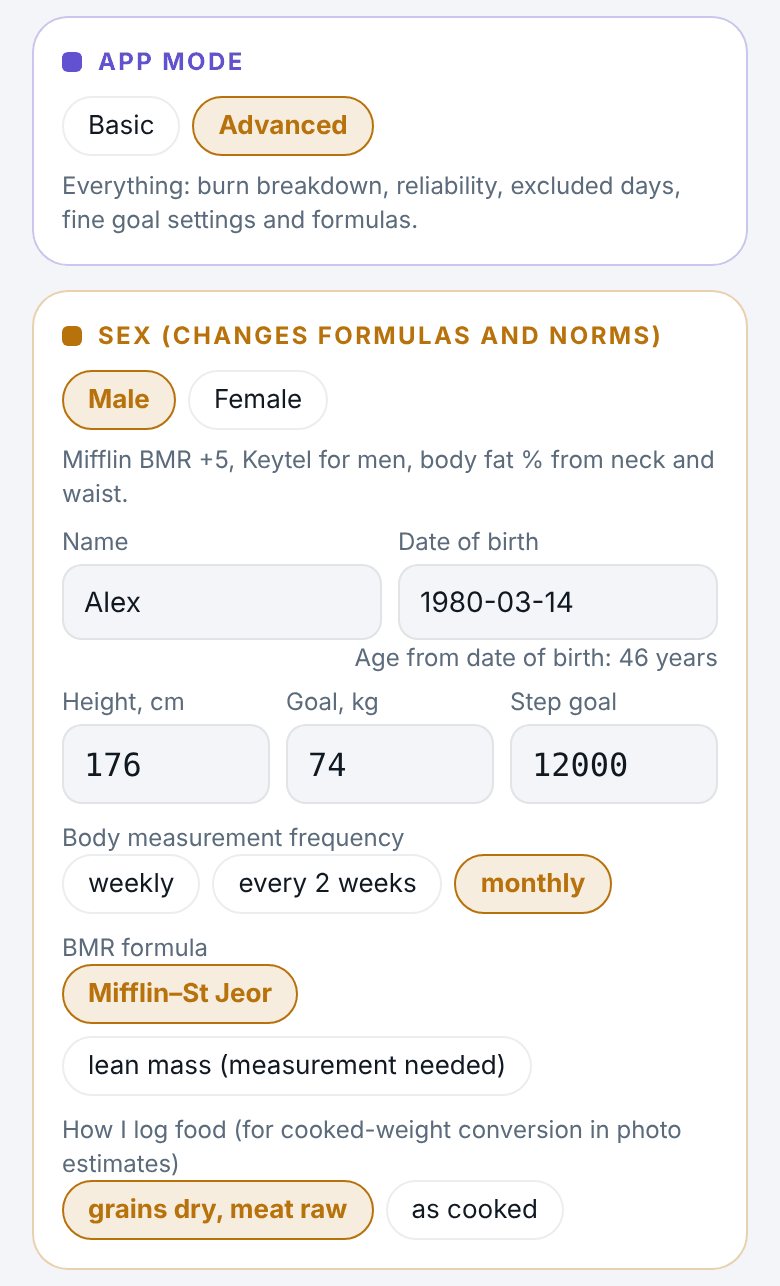 APP MODE
Basic Advanced
Everything: burn breakdown, reliability, excluded days,
fine goal settings and formulas.
SEX (CHANGES FORMULAS AND NORMS)
Male Female
Mifflin BMR +5, Keytel for men, body fat % from neck and
waist.
Name Date of birth
Alex 1980-03-14
Age from date of birth: 46 years
Height, cm Goal, kg Step goal
176 74 12000
Body measurement frequency
weekly every 2 weeks monthly
BMR formula
Mifflin–St Jeor
lean mass (measurement needed)
How I log food (for cooked-weight conversion in photo
estimates)
grains dry, meat raw as cooked